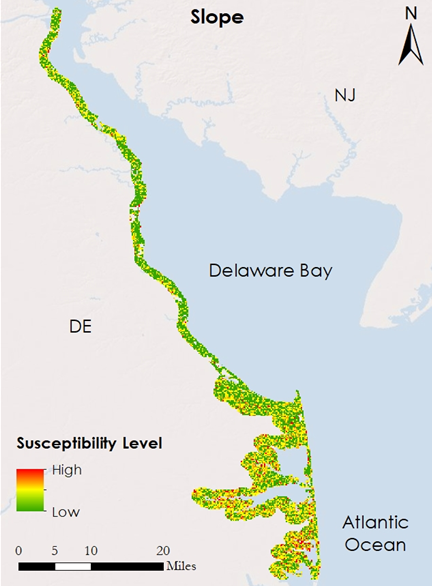 Slope
N
NJ
Delaware Bay
DE
Susceptibility Level
High
Low
0 5 10 20
Miles
Atlantic
Ocean